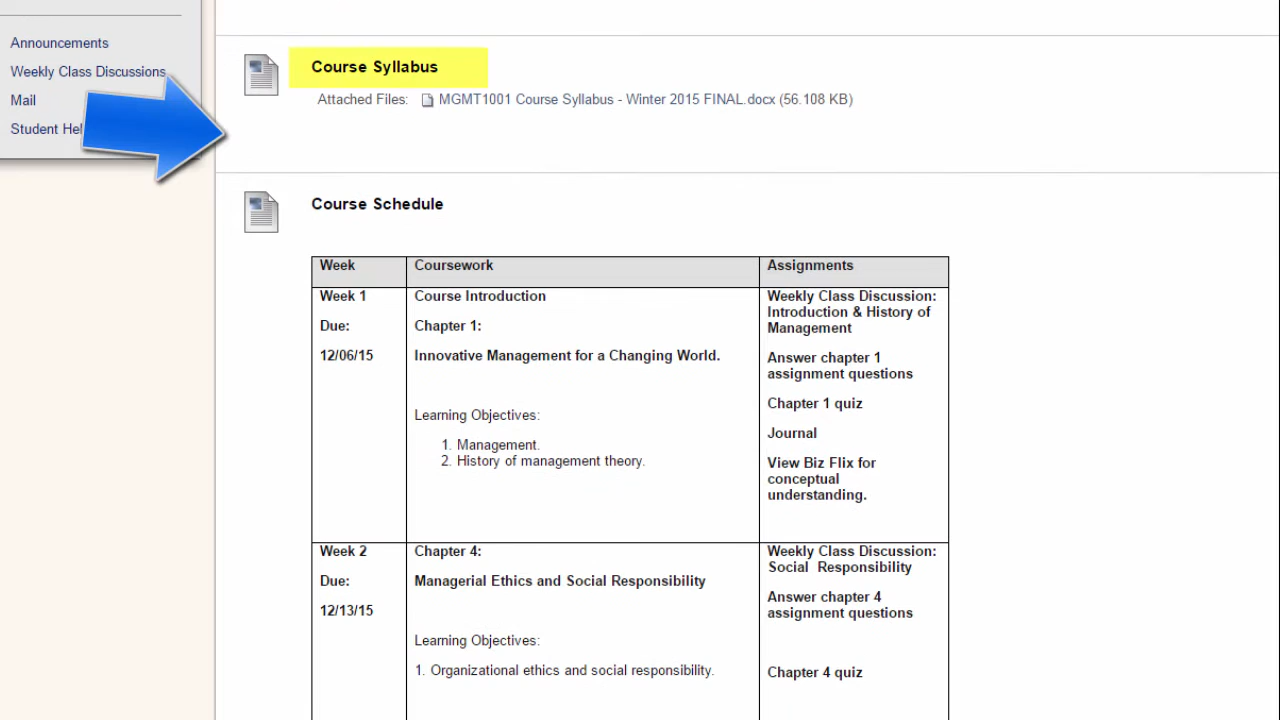 Announcements
Weekly Class Discussions
Mail
Student
Course Syllabus
Attached Files: MGMT1001 Course Syllabus - Winter 2015 FINAL.docx (56.108 KB)
Course Schedule
Week Coursework Assignments
Week 1
Due:
12/06/15
Course Introduction
Chapter 1:
Innovative Management for a Changing World.
Learning Objectives:
1. Management.
2. History of management theory.
Weekly Class Discussion:
Introduction & History of
Management
Answer chapter 1
assignment questions
Chapter 1 quiz
Journal
View Biz Flix for
conceptual
understanding.
Week 2
Due:
12/13/15
Chapter 4:
Managerial Ethics and Social Responsibility
Learning Objectives:
1. Organizational ethics and social responsibility.
Weekly Class Discussion:
Social  Responsibility
Answer chapter 4
assignment questions
Chapter 4 quiz